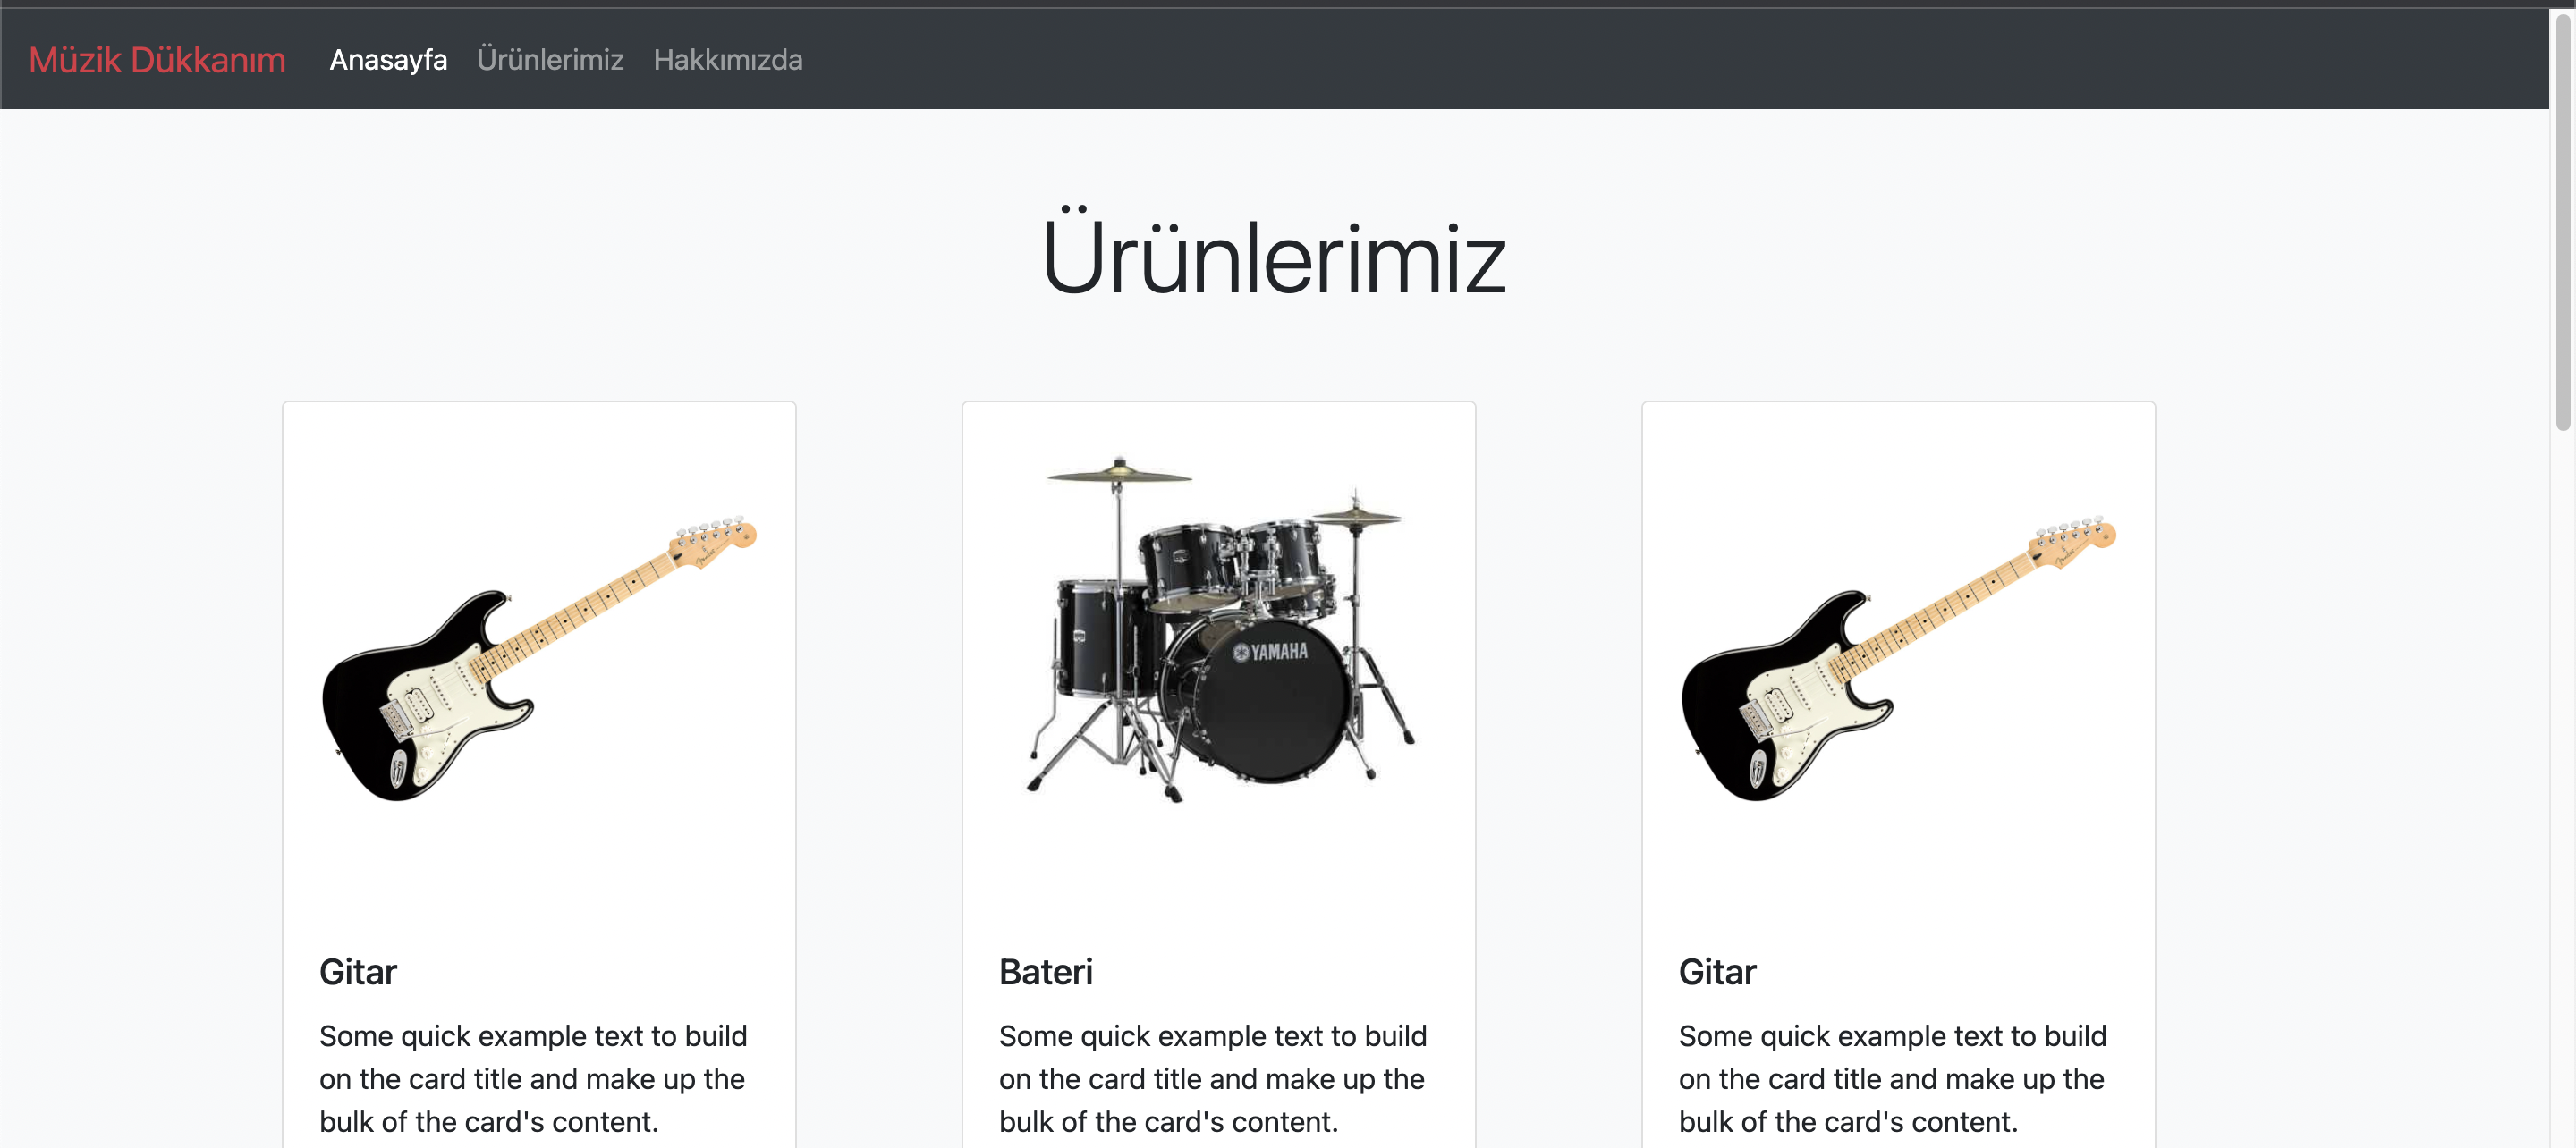 Müzik Dükkanım Anasayfa Ürünlerimiz Hakkımızda
Ürünlerimiz
YAMAHA
Gitar
Some quick example text to build
on the card title and make up the
bulk of the card's content.
Bateri
Some quick example text to build
on the card title and make up the
bulk of the card's content.
Gitar
Some quick example text to build
on the card title and make up the
bulk of the card's content.